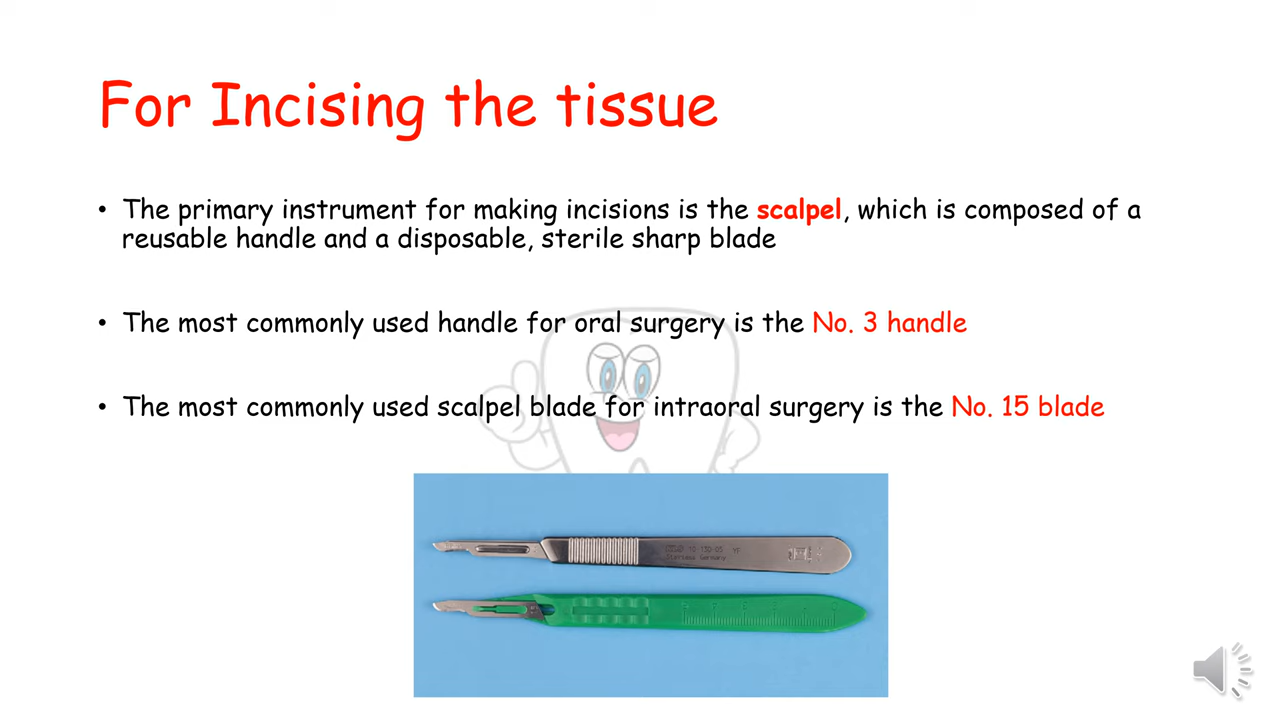 For Incising the tissue
• The primary instrument for making incisions is the scalpel, which is composed of a
reusable handle and a disposable, sterile sharp blade
• The most commonly used handle for oral surgery is the No. 3 handle
• The most commonly used scalpel blade for intraoral surgery is the No. 15 blade
Germany